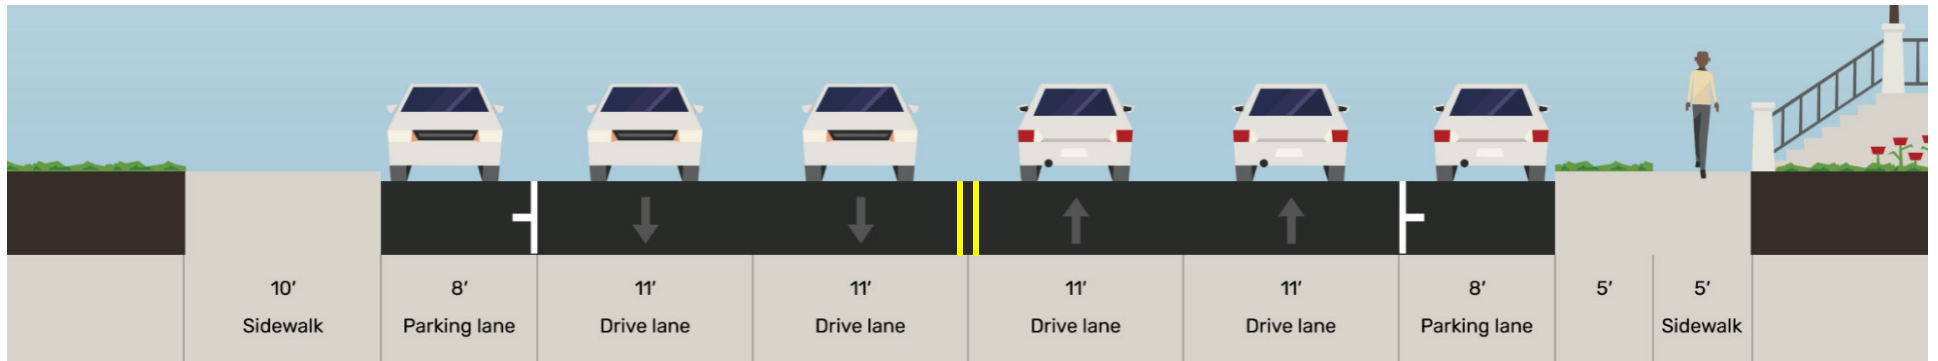 10′
Sidewalk
8′
Parking lane
11′
Drive lane
11′
Drive lane
11′
Drive lane
11′
Drive lane
8′
Parking lane
5′
5′
Sidewalk